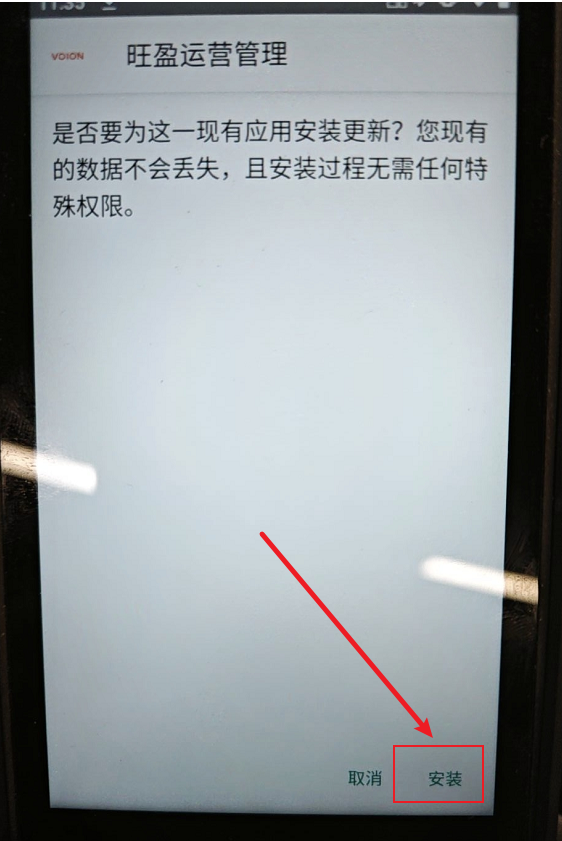 11:35
VOION
旺盈运营管理
是否要为这一现有应用安装更新？您现有
的数据不会丢失，且安装过程无需任何特
殊权限。
取消
安装